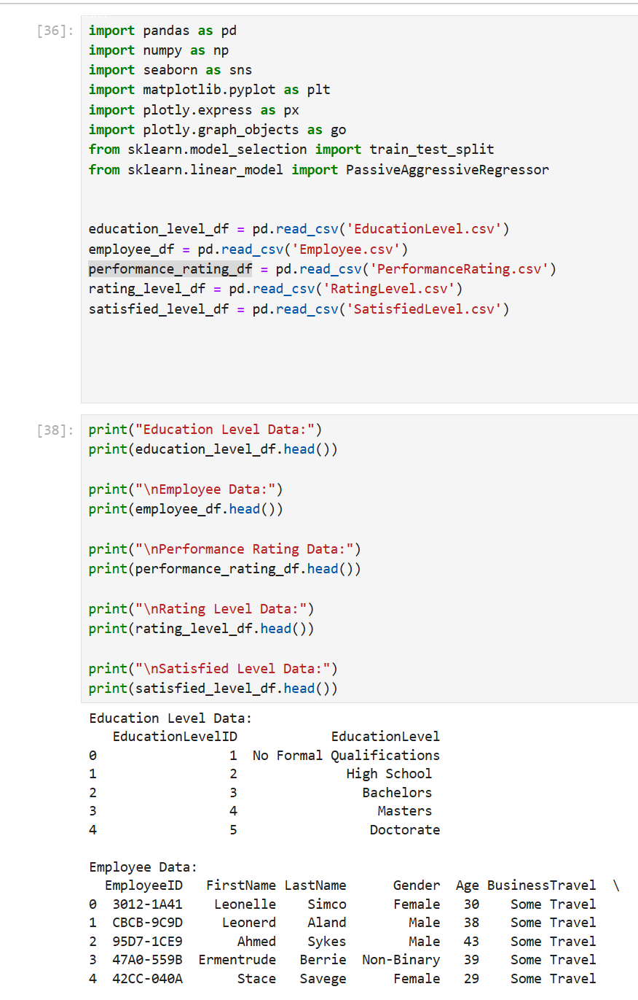 [36]: import pandas as pd
import numpy as np
import seaborn as sns
import matplotlib.pyplot as plt
import plotly.express as px
import plotly.graph_objects as go
from sklearn.model_selection import train_test_split
from sklearn.linear_model import PassiveAggressiveRegressor
education_level_df = pd.read_csv('EducationLevel.csv')
employee_df = pd.read_csv('Employee.csv')
performance_rating_df = pd.read_csv('PerformanceRating.csv')
rating_level_df = pd.read_csv('RatingLevel.csv')
satisfied_level_df = pd.read_csv('SatisfiedLevel.csv')
[38]: print("Education Level Data:")
print(education_level_df.head())
print("\nEmployee Data:")
print(employee_df.head())
print("\nPerformance Rating Data:")
print(performance_rating_df.head())
print("\nRating Level Data:")
print(rating_level_df.head())
print("\nSatisfied Level Data:")
print(satisfied_level_df.head())
Education Level Data:
EducationLevelID EducationLevel
0 1 No Formal Qualifications
1 2 High School
2 3 Bachelors
3 4 Masters
4 5 Doctorate
Employee Data:
EmployeeID FirstName LastName Gender Age BusinessTravel \
0 3012-1A41 Leonelle Simco Female 30 Some Travel
1 CBCB-9C9D Leonerd Aland Male 38 Some Travel
2 95D7-1CE9 Ahmed Sykes Male 43 Some Travel
3 47A0-559B Ermentrude Berrie Non-Binary 39 Some Travel
4 42CC-040A Stace Savege Female 29 Some Travel